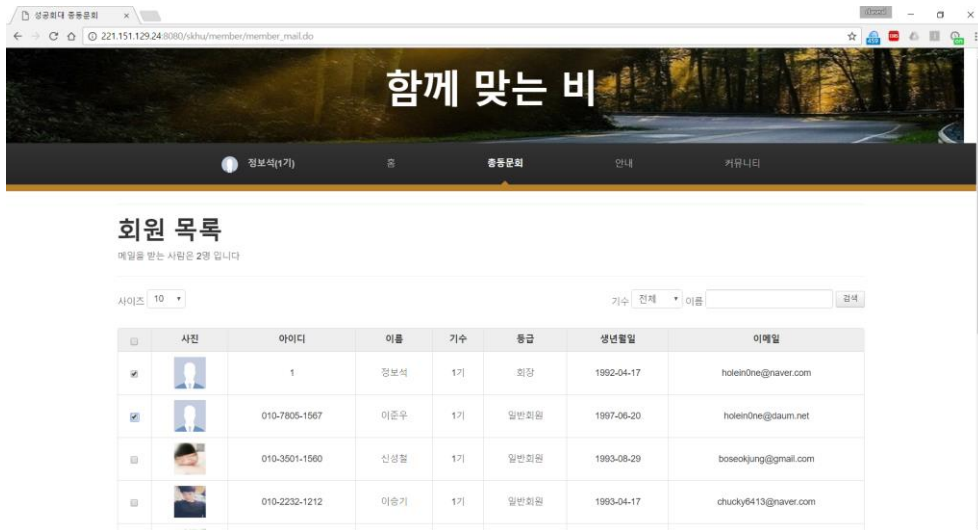 성공회대 총동문회
221.151.129.24:8080/skhu/member/member_mail.do
함께 맞는 비
정보석(1기) 홈 총동문회 안내 커뮤니티
회원 목록
메일을 받는 사람은 2명 입니다
사이즈 10 기수 전체 이름 검색
사진 아이디 이름 기수 등급 생년월일 이메일
1 정보석 1기 회장 1992-04-17 holein0ne@naver.com
010-7805-1567 이준우 1기 일반회원 1997-06-20 holein0ne@daum.net
010-3501-1560 신성철 1기 일반회원 1993-08-29 boseokjung@gmail.com
010-2232-1212 이승기 1기 일반회원 1993-04-17 chucky6413@naver.com